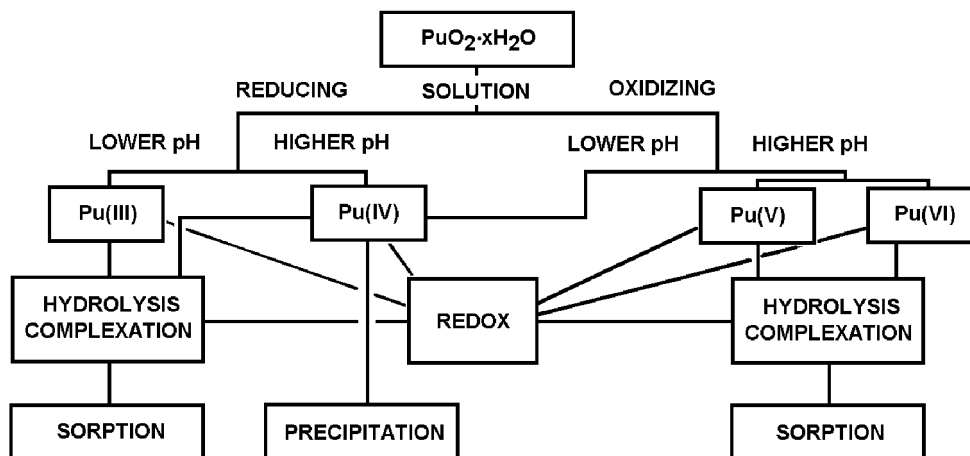 PuO₂·xH₂O
REDUCING SOLUTION OXIDIZING
LOWER pH HIGHER pH LOWER pH HIGHER pH
Pu(III) Pu(IV) Pu(V) Pu(VI)
HYDROLYSIS
COMPLEXATION
REDOX
HYDROLYSIS
COMPLEXATION
SORPTION PRECIPITATION SORPTION